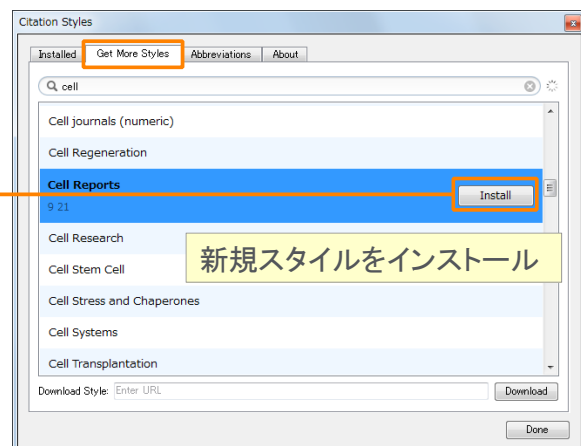 Citation Styles
Installed Get More Styles Abbreviations About
cell
Cell journals (numeric)
Cell Regeneration
Cell Reports
Install
9 21
Cell Research
新規スタイルをインストール
Cell Stem Cell
Cell Stress and Chaperones
Cell Systems
Cell Transplantation
Download Style: Enter URL Download
Done